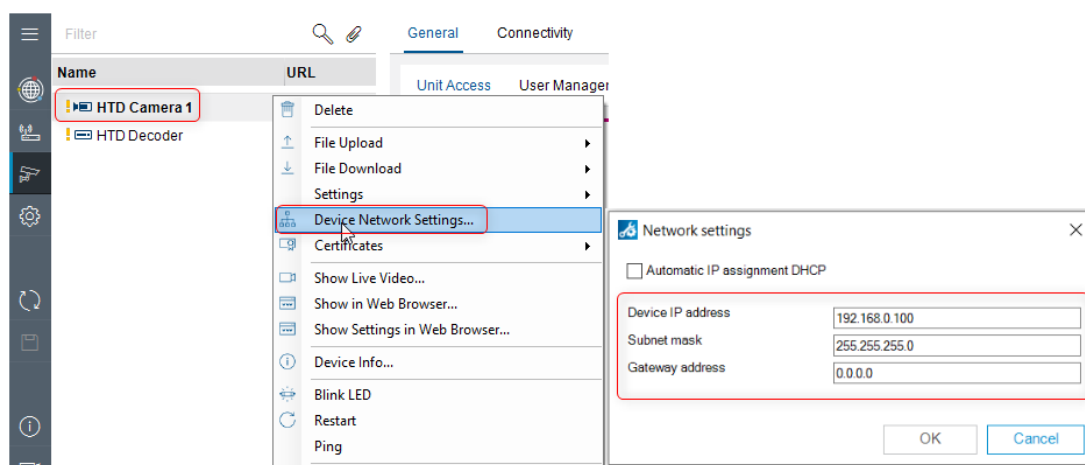 Filter
General Connectivity
Name URL
Unit Access User Manager
HTD Camera 1
HTD Decoder
Delete
File Upload
File Download
Settings
Device Network Settings...
Certificates
Show Live Video...
Show in Web Browser...
Show Settings in Web Browser...
Device Info...
Blink LED
Restart
Ping
Network settings
Automatic IP assignment DHCP
Device IP address 192.168.0.100
Subnet mask 255.255.255.0
Gateway address 0.0.0.0
OK Cancel